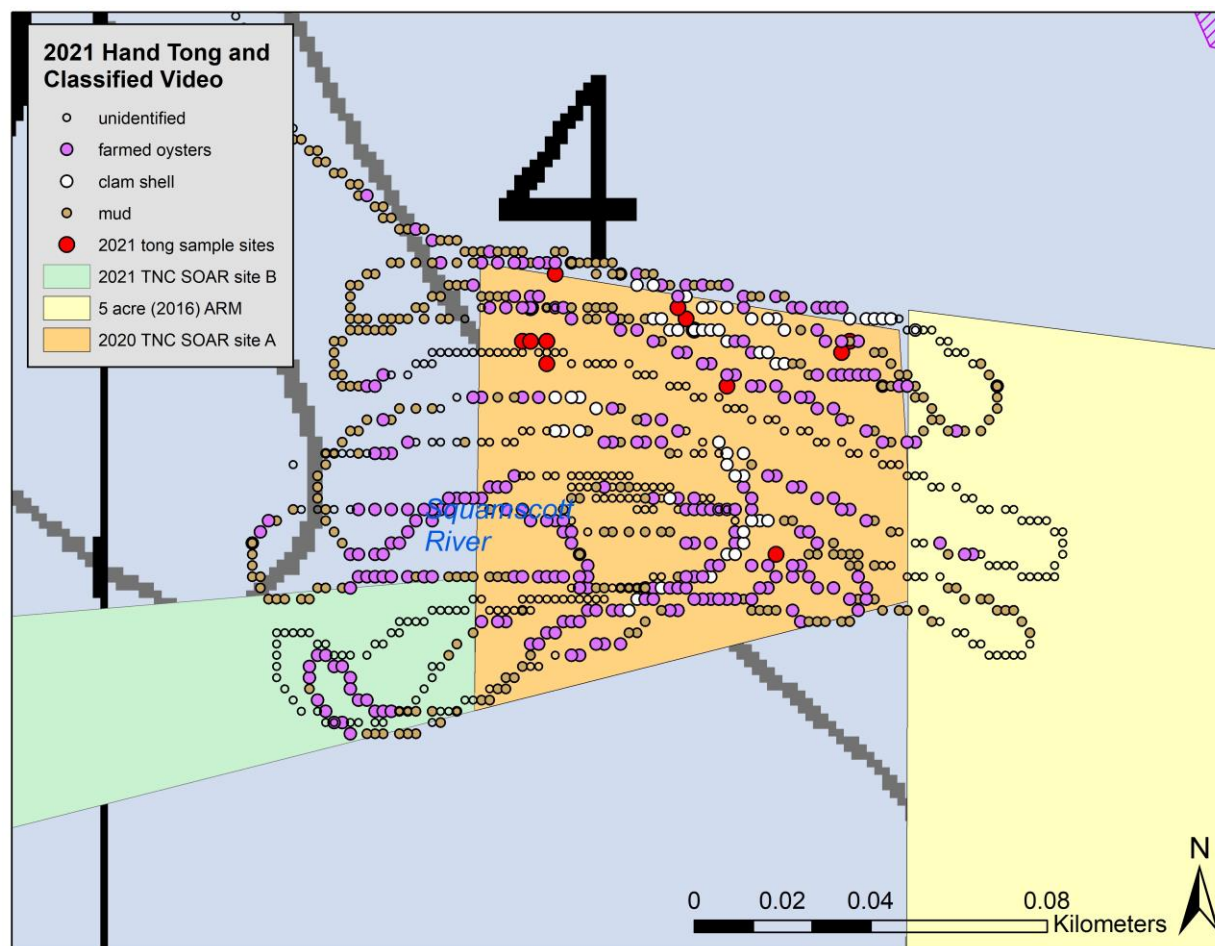 2021 Hand Tong and
Classified Video
unidentified
farmed oysters
clam shell
mud
2021 tong sample sites
2021 TNC SOAR site B
5 acre (2016) ARM
2020 TNC SOAR site A
4
Squamscott
River
N
0 0.02 0.04 0.08
Kilometers